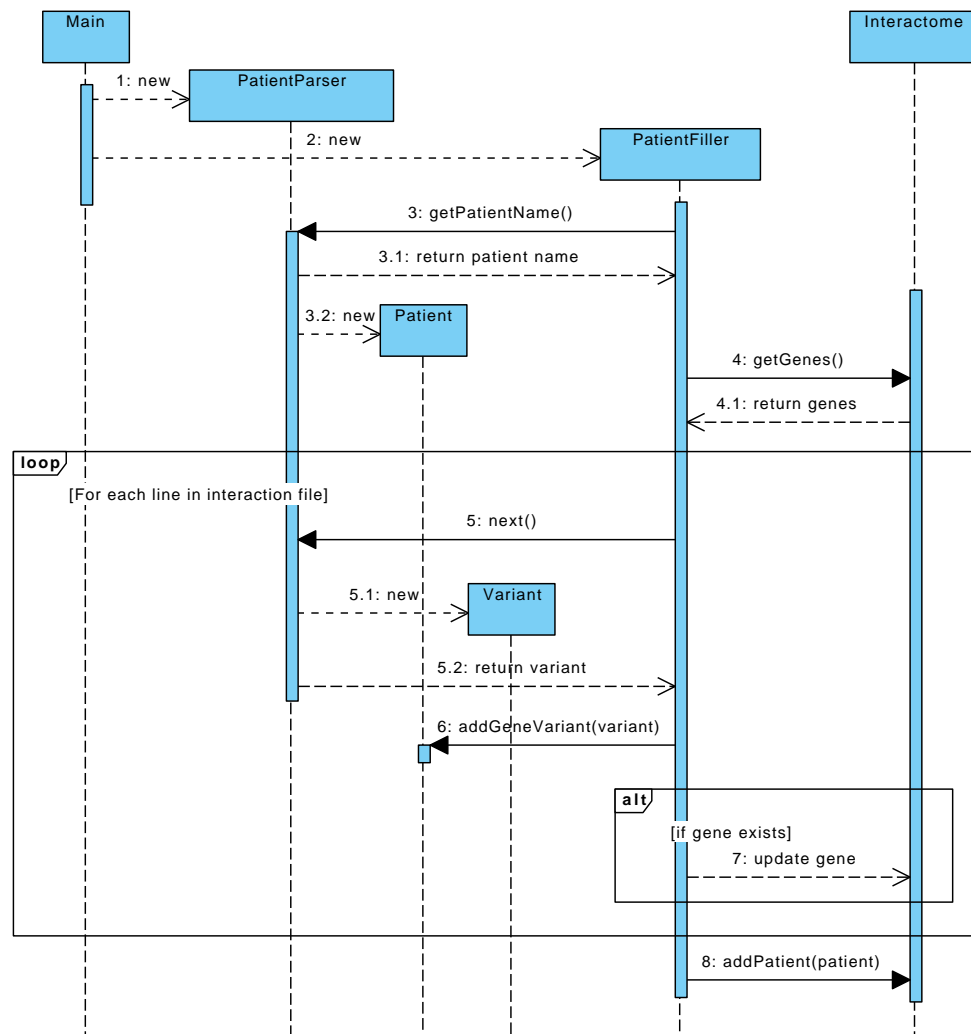 Main
Interactome
1: new
PatientParser
2: new
PatientFiller
3: getPatientName()
3.1: return patient name
3.2: new
Patient
4: getGenes()
4.1: return genes
loop
[For each line in interaction file]
5: next()
5.1: new
Variant
5.2: return variant
6: addGeneVariant(variant)
alt
[if gene exists]
7: update gene
8: addPatient(patient)